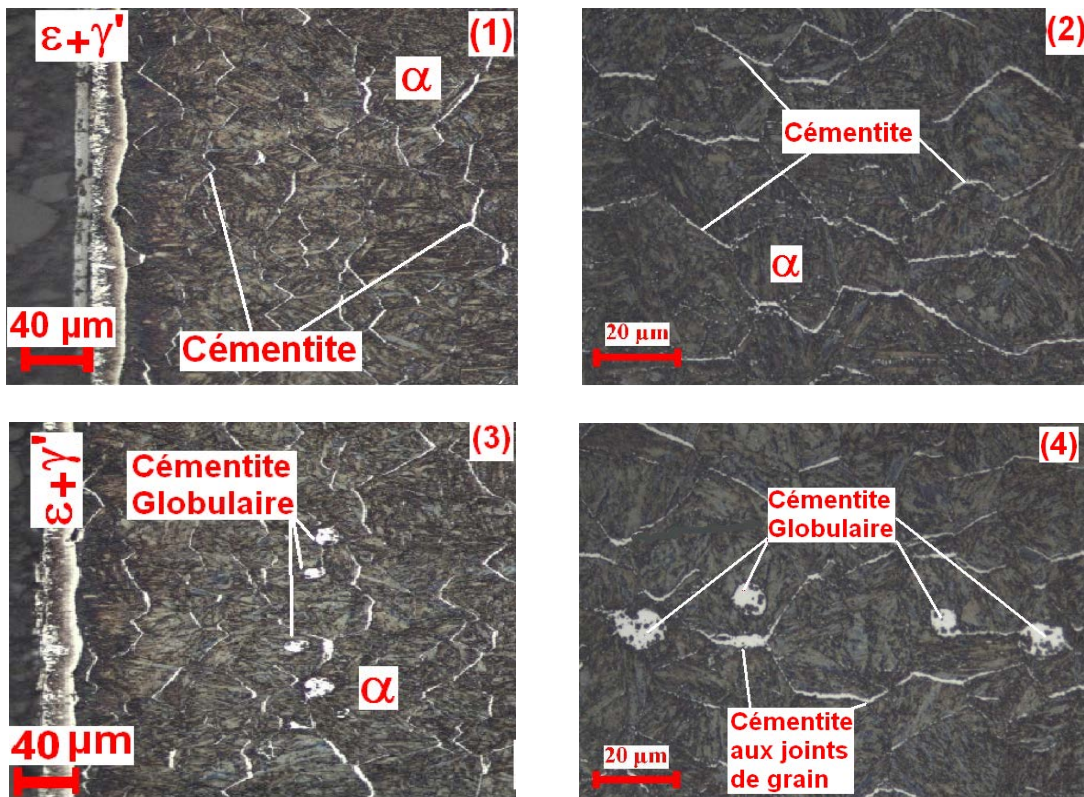 ε+γ'
(1)
α
40 µm
Cémentite
(2)
Cémentite
α
20 µm
(3)
ε+γ'
Cémentite
Globulaire
α
40 µm
(4)
Cémentite
Globulaire
20 µm
Cémentite
aux joints
de grain